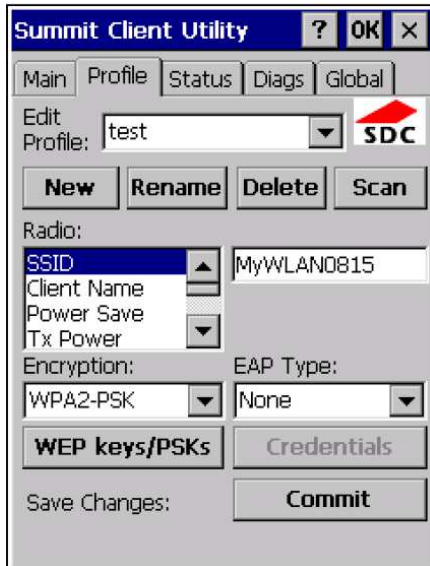 Summit Client Utility ? OK ×
Main Profile Status Diags Global
Edit Profile: test SDC
New Rename Delete Scan
Radio:
SSID MyWLAN0815
Client Name
Power Save
Tx Power
Encryption: EAP Type:
WPA2-PSK None
WEP keys/PSKs Credentials
Save Changes: Commit